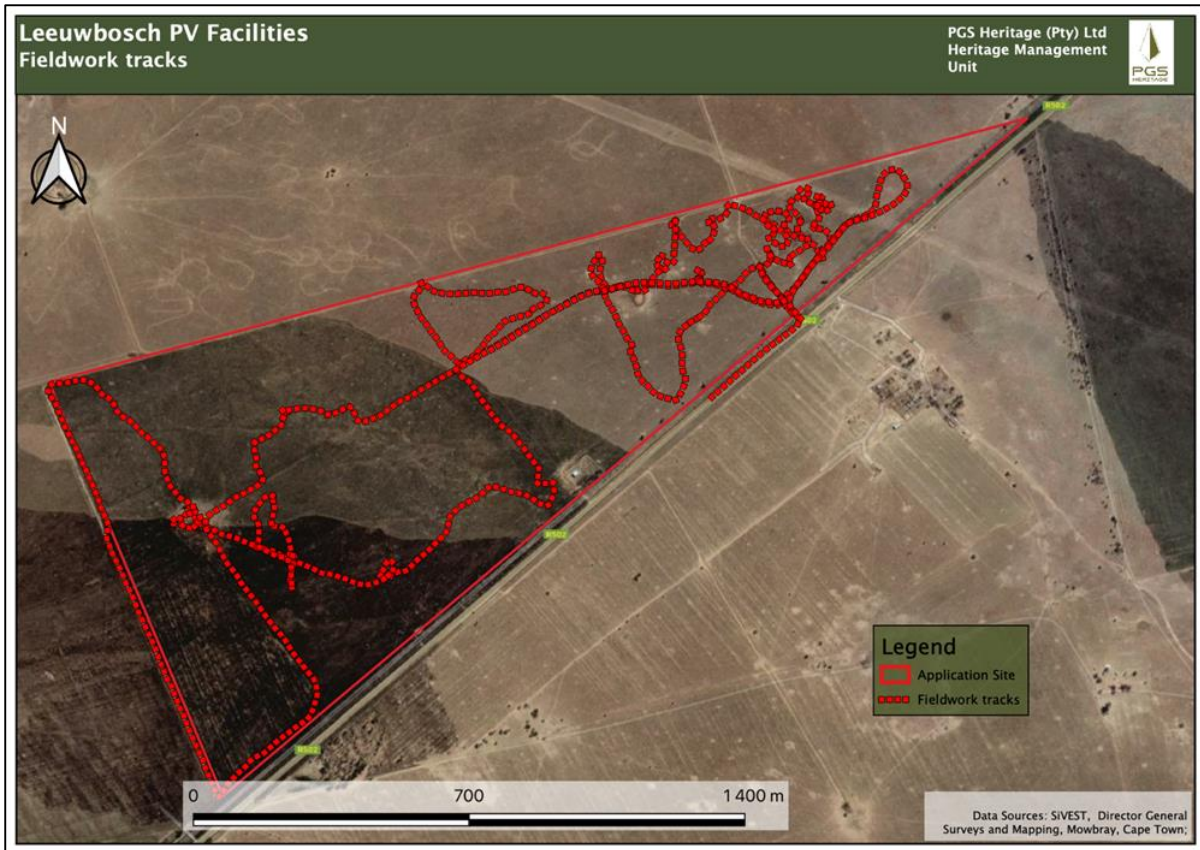 Leeuwbosch PV Facilities
Fieldwork tracks
PGS Heritage (Pty) Ltd
Heritage Management
Unit
PGS
HERITAGE
N
R502
R502
R502
Legend
Application Site
Fieldwork tracks
0 700 1 400 m
Data Sources: SiVEST, Director General
Surveys and Mapping, Mowbray, Cape Town;